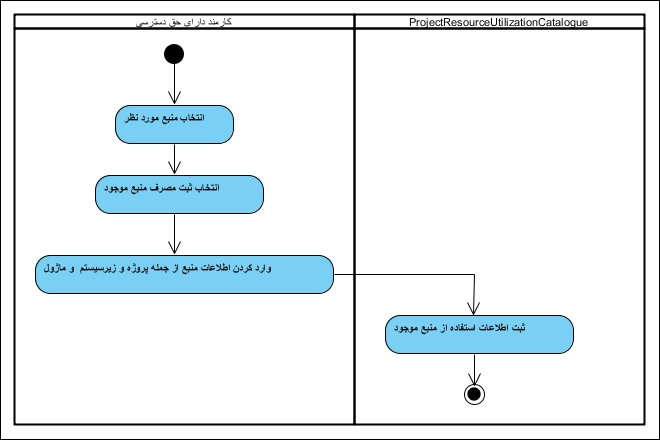 کارمند دارای حق دسترسی
ProjectResourceUtilizationCatalogue
انتخاب منبع مورد نظر
انتخاب ثبت مصرف منبع موجود
وارد کردن اطلاعات منبع از جمله پروژه و زیرسیستم و ماژول
ثبت اطلاعات استفاده از منبع موجود